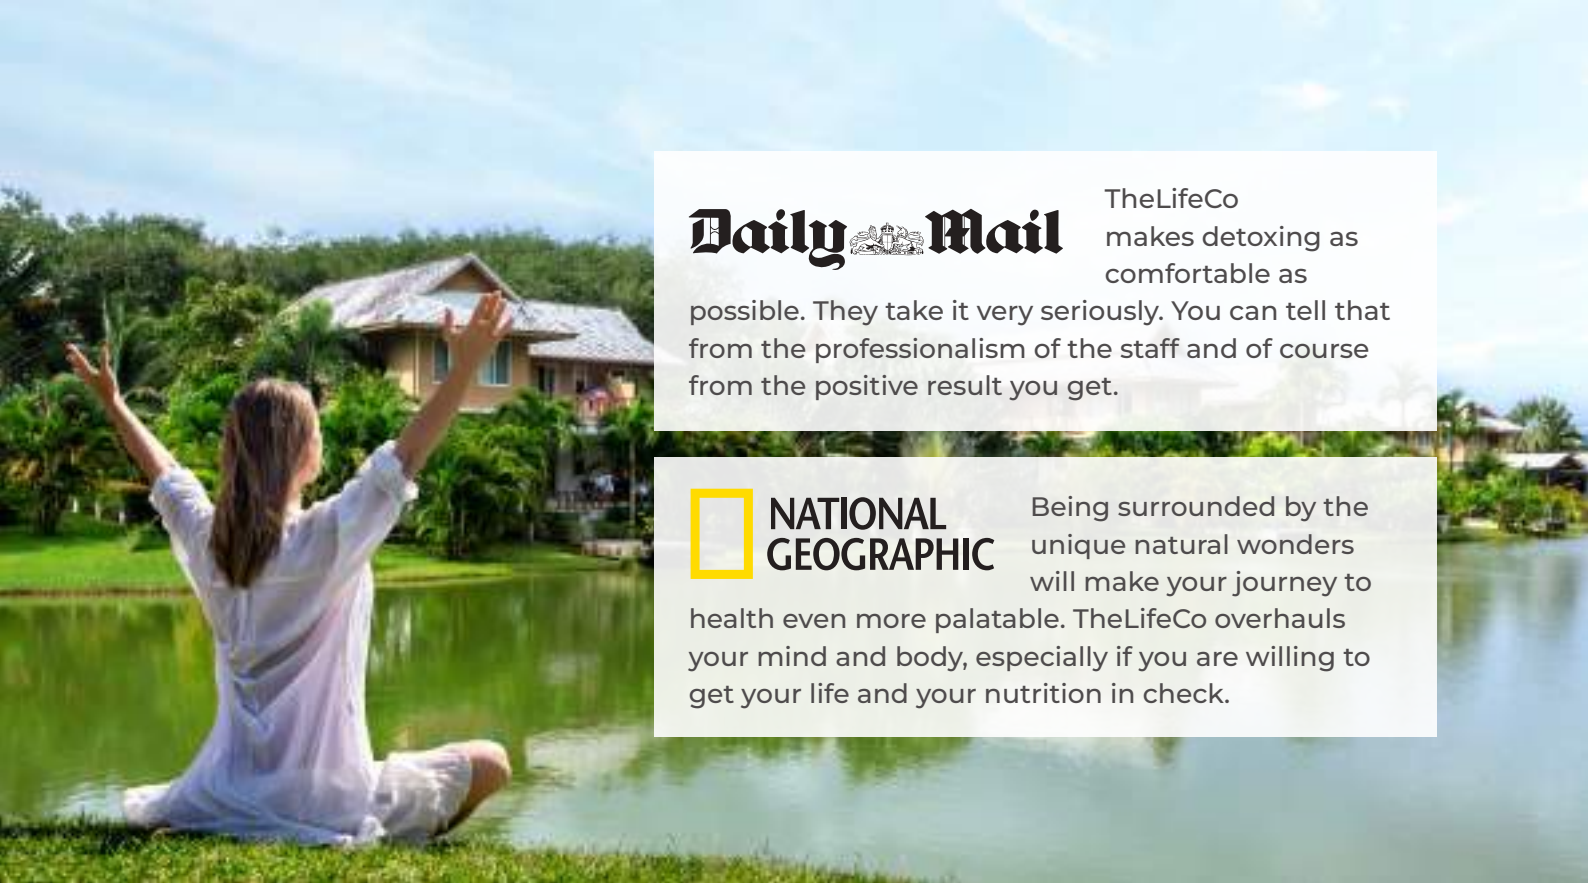 Daily Mail
TheLifeCo
makes detoxing as
comfortable as
possible. They take it very seriously. You can tell that
from the professionalism of the staff and of course
from the positive result you get.
NATIONAL
GEOGRAPHIC
Being surrounded by the
unique natural wonders
will make your journey to
health even more palatable. TheLifeCo overhauls
your mind and body, especially if you are willing to
get your life and your nutrition in check.